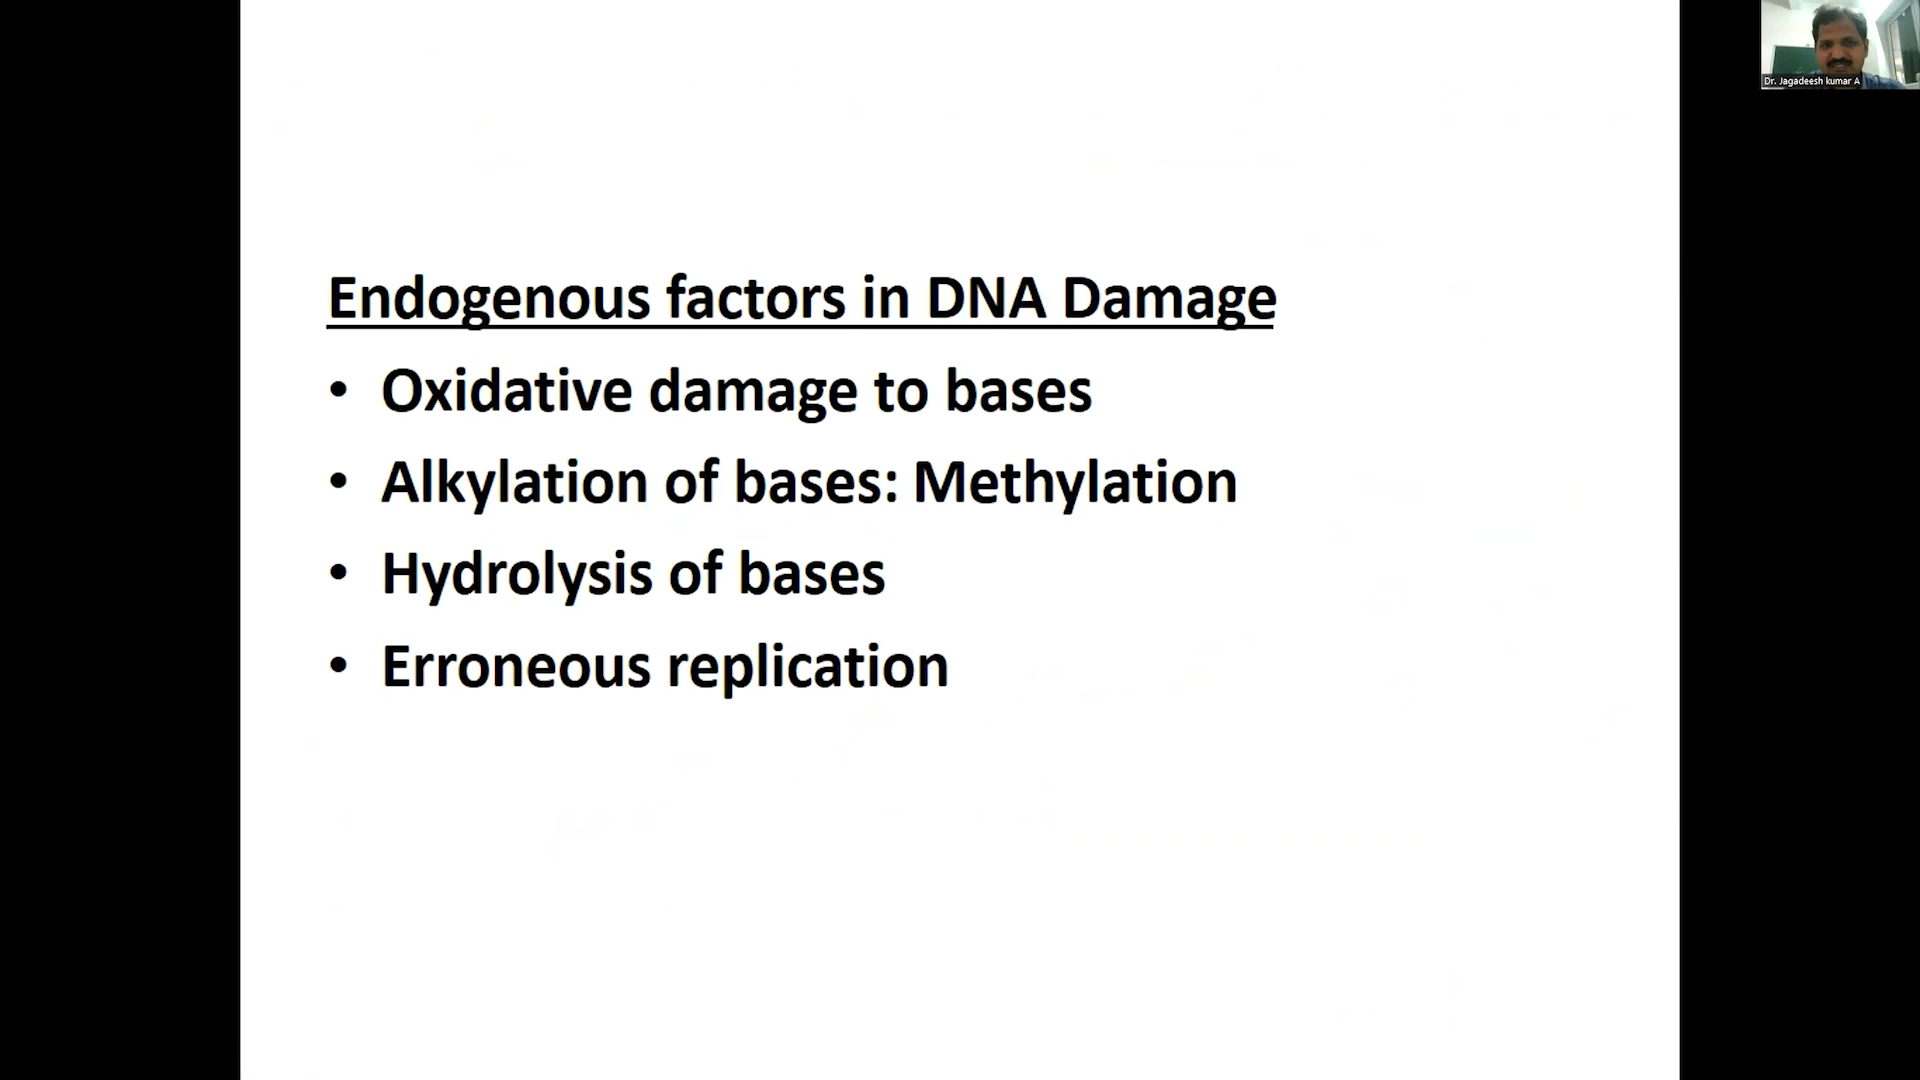 Dr. Jagadeesh kumar A
Endogenous factors in DNA Damage
• Oxidative damage to bases
• Alkylation of bases: Methylation
• Hydrolysis of bases
• Erroneous replication